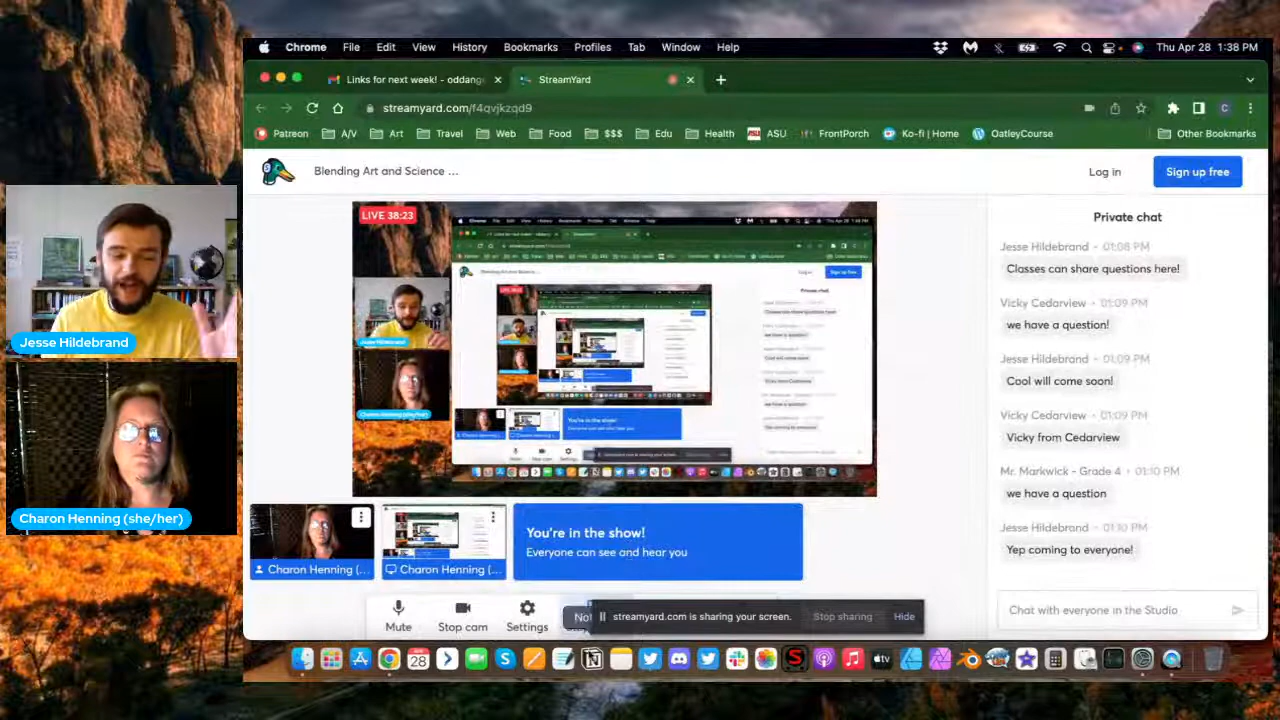 Chrome File Edit View History Bookmarks Profiles Tab Window Help Thu Apr 28 1:38 PM
Links for next week! - oddang StreamYard
streamyard.com/f4qvjkzqd9
Patreon A/V Art Travel Web Food $$$ Edu Health ASU FrontPorch Ko-fi | Home OatleyCourse Other Bookmarks
Blending Art and Science ... Log in Sign up free
LIVE 38:23
Private chat
Jesse Hildebrand • 01:08 PM
Classes can share questions here!
Vicky Cedarview • 01:09 PM
we have a question!
Jesse Hildebrand • 01:09 PM
Cool will come soon!
Vicky Cedarview • 01:09 PM
Vicky from Cedarview
Mr. Markwick - Grade 4 • 01:10 PM
we have a question
Jesse Hildebrand • 01:10 PM
Yep coming to everyone!
Chat with everyone in the Studio
Jesse Hildebrand
Charon Henning (she/her)
Charon Henning (...
Charon Henning (...
You're in the show!
Everyone can see and hear you
Mute Stop cam Settings
streamyard.com is sharing your screen. Stop sharing Hide